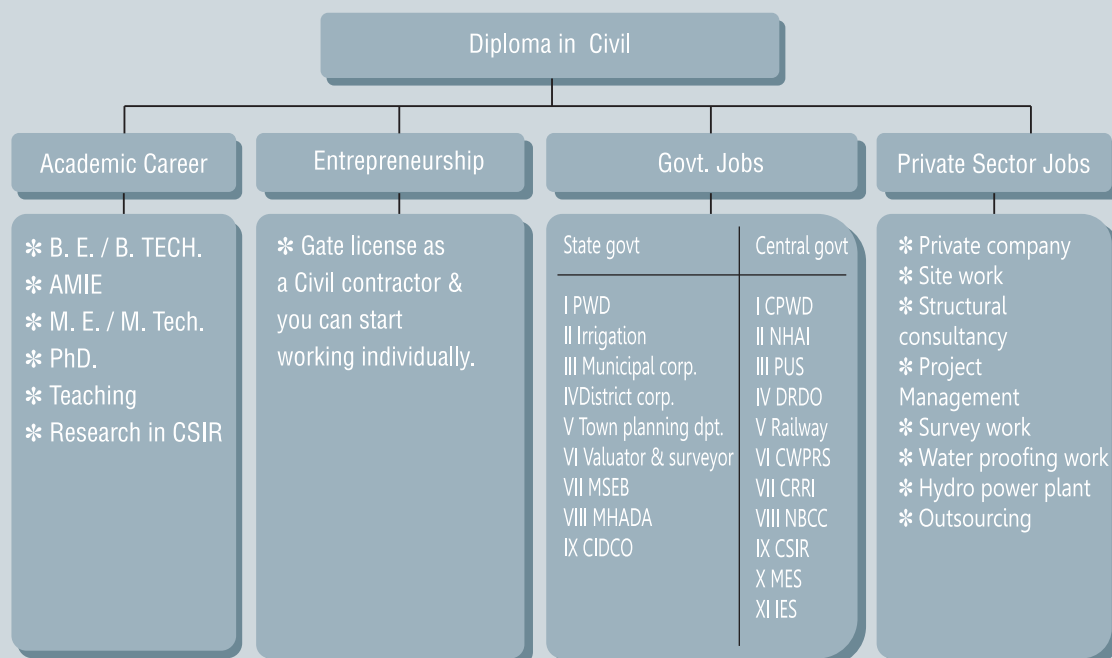 Diploma in Civil
Academic Career
✻ B. E. / B. TECH.
✻ AMIE
✻ M. E. / M. Tech.
✻ PhD.
✻ Teaching
✻ Research in CSIR
Entrepreneurship
✻ Gate license as
a Civil contractor &
you can start
working individually.
Govt. Jobs
State govt
I PWD
II Irrigation
III Municipal corp.
IVDistrict corp.
V Town planning dpt.
VI Valuator & surveyor
VII MSEB
VIII MHADA
IX CIDCO
Central govt
I CPWD
II NHAI
III PUS
IV DRDO
V Railway
VI CWPRS
VII CRRI
VIII NBCC
IX CSIR
X MES
XI IES
Private Sector Jobs
✻ Private company
✻ Site work
✻ Structural
consultancy
✻ Project
Management
✻ Survey work
✻ Water proofing work
✻ Hydro power plant
✻ Outsourcing